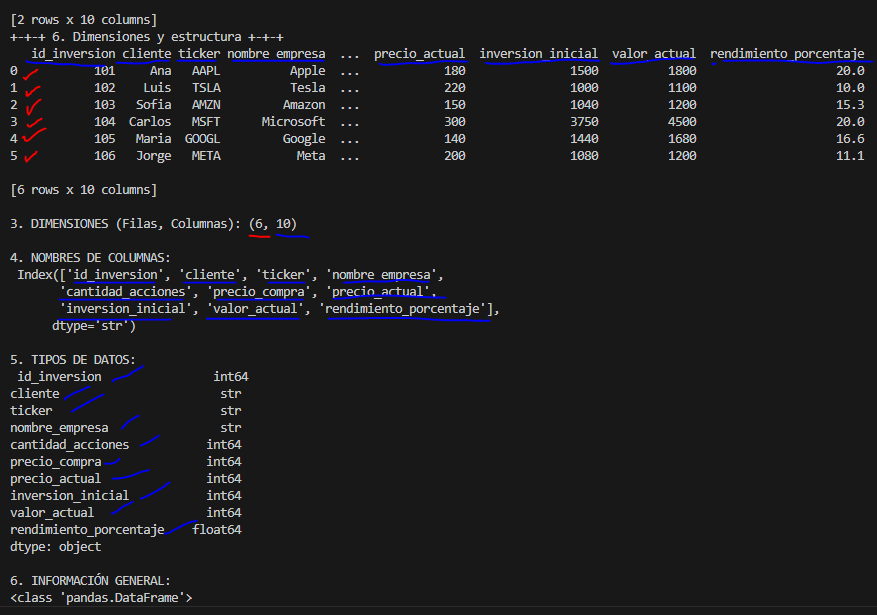 [2 rows x 10 columns]
+-+-+ 6. Dimensiones y estructura +-+-+
id_inversion cliente ticker nombre_empresa ... precio_actual inversion_inicial valor_actual rendimiento_porcentaje
0 101 Ana AAPL Apple ... 180 1500 1800 20.0
1 102 Luis TSLA Tesla ... 220 1000 1100 10.0
2 103 Sofia AMZN Amazon ... 150 1040 1200 15.3
3 104 Carlos MSFT Microsoft ... 300 3750 4500 20.0
4 105 Maria GOOGL Google ... 140 1440 1680 16.6
5 106 Jorge META Meta ... 200 1080 1200 11.1
[6 rows x 10 columns]
3. DIMENSIONES (Filas, Columnas): (6, 10)
4. NOMBRES DE COLUMNAS:
Index(['id_inversion', 'cliente', 'ticker', 'nombre_empresa',
'cantidad_acciones', 'precio_compra', 'precio_actual',
'inversion_inicial', 'valor_actual', 'rendimiento_porcentaje'],
dtype='str')
5. TIPOS DE DATOS:
id_inversion int64
cliente str
ticker str
nombre_empresa str
cantidad_acciones int64
precio_compra int64
precio_actual int64
inversion_inicial int64
valor_actual int64
rendimiento_porcentaje float64
dtype: object
6. INFORMACIÓN GENERAL:
<class 'pandas.DataFrame'>